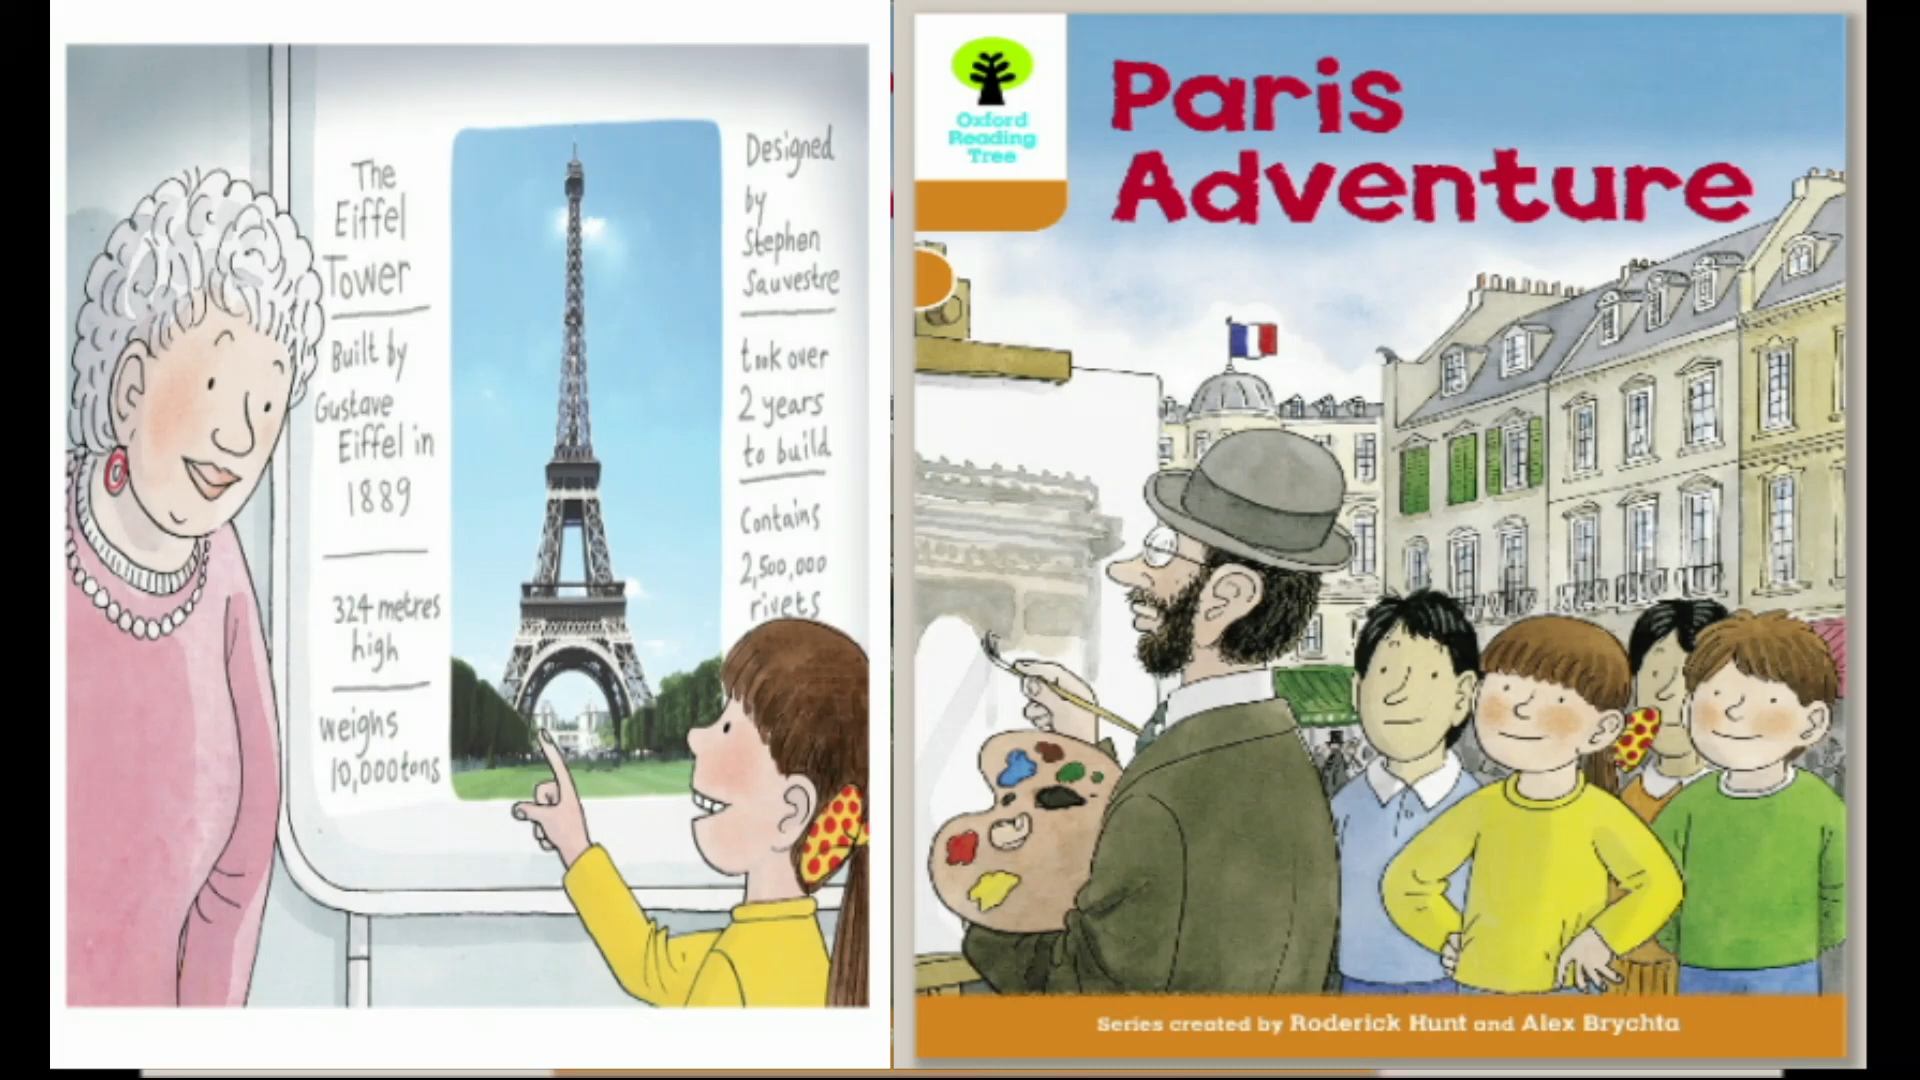 The
Eiffel
Tower
Built by
Gustave
Eiffel in
1889
324 metres
high
weighs
10,000 tons
Designed
by
Stephen
Sauvestre
took over
2 years
to build
Contains
2,500,000
rivets
Oxford
Reading
Tree
Paris
Adventure
Series created by Roderick Hunt and Alex Brychta